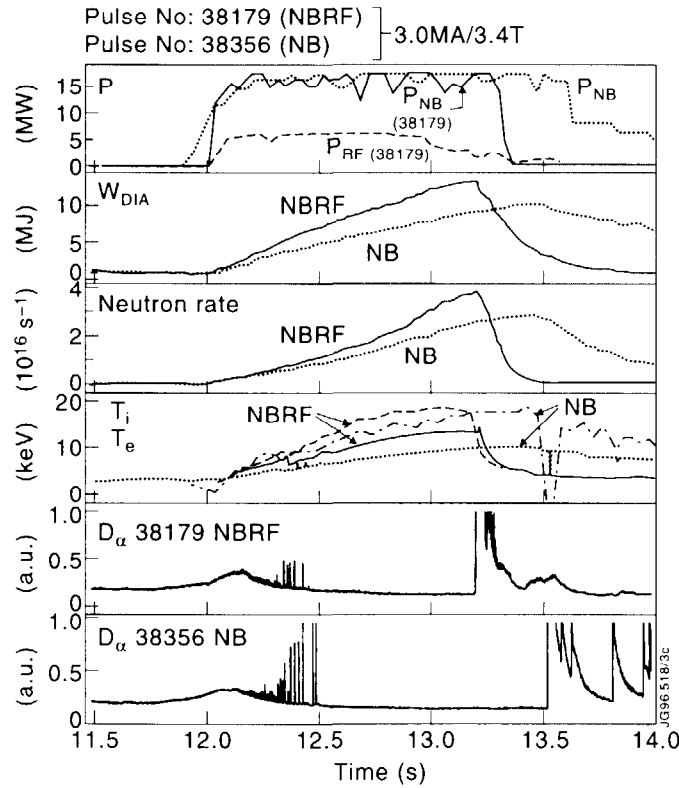 Pulse No: 38179 (NBRF)
Pulse No: 38356 (NB)
3.0MA/3.4T
P
P_NB
(38179)
P_NB
P_RF (38179)
(MW)
15
10
5
0
W_DIA
NBRF
NB
(MJ)
10
5
0
Neutron rate
NBRF
NB
(10^16 s^-1)
4
2
0
T_i
T_e
NBRF
NB
(keV)
20
10
0
D_α 38179 NBRF
(a.u.)
1.0
0.5
0
D_α 38356 NB
(a.u.)
1.0
0.5
0
11.5 12.0 12.5 13.0 13.5 14.0
Time (s)
JG96.518/3c